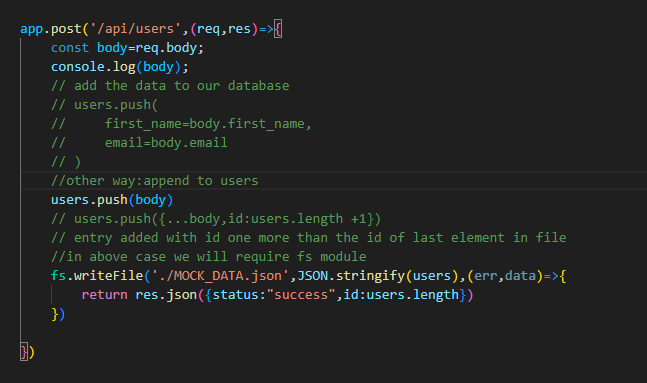 app.post('/api/users',(req,res)=>{
    const body=req.body;
    console.log(body);
    // add the data to our database
    // users.push(
    //     first_name=body.first_name,
    //     email=body.email
    // )
    //other way:append to users
    users.push(body)
    // users.push({...body,id:users.length +1})
    // entry added with id one more than the id of last element in file
    //in above case we will require fs module
    fs.writeFile('./MOCK_DATA.json',JSON.stringify(users),(err,data)=>{
        return res.json({status:"success",id:users.length})
    })
})